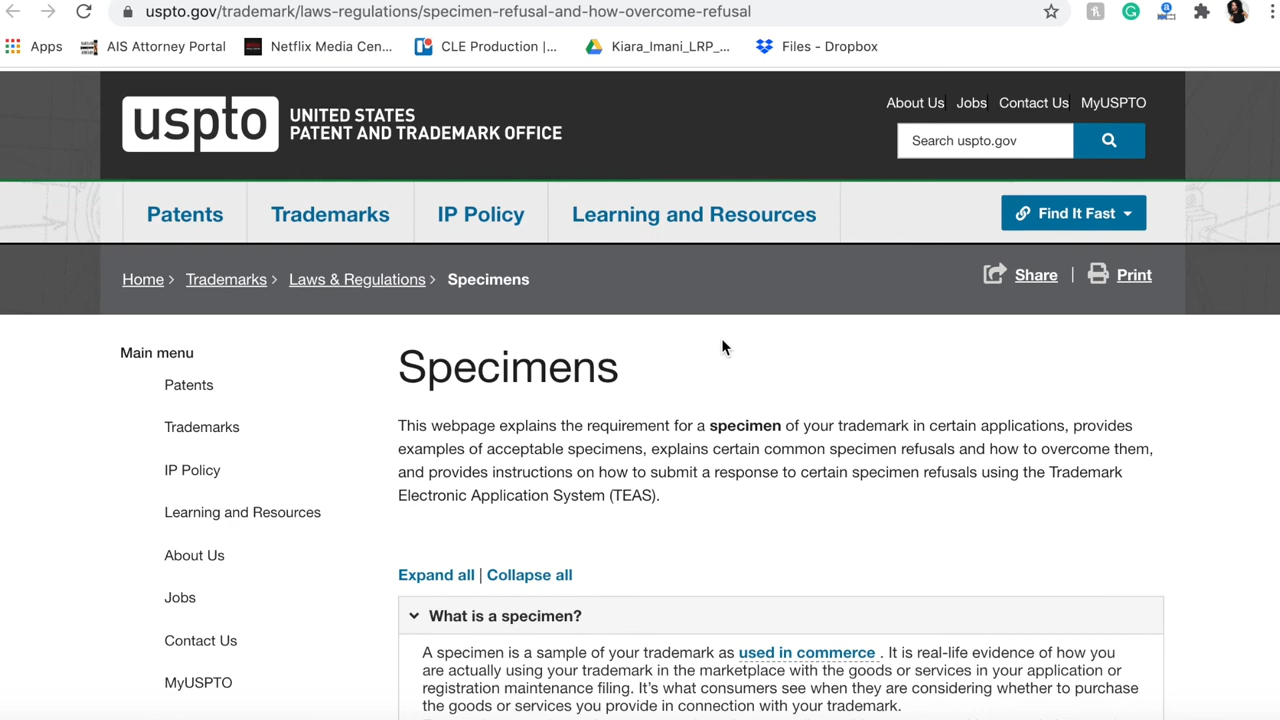 uspto.gov/trademark/laws-regulations/specimen-refusal-and-how-overcome-refusal
Apps AIS Attorney Portal Netflix Media Cen... CLE Production |... Kiara_Imani_LRP_... Files - Dropbox
uspto UNITED STATES
PATENT AND TRADEMARK OFFICE
About Us Jobs Contact Us MyUSPTO
Search uspto.gov
Patents Trademarks IP Policy Learning and Resources Find It Fast
Home > Trademarks > Laws & Regulations > Specimens
Share | Print
Main menu
Patents
Trademarks
IP Policy
Learning and Resources
About Us
Jobs
Contact Us
MyUSPTO
Specimens
This webpage explains the requirement for a specimen of your trademark in certain applications, provides
examples of acceptable specimens, explains certain common specimen refusals and how to overcome them,
and provides instructions on how to submit a response to certain specimen refusals using the Trademark
Electronic Application System (TEAS).
Expand all | Collapse all
What is a specimen?
A specimen is a sample of your trademark as used in commerce . It is real-life evidence of how you
are actually using your trademark in the marketplace with the goods or services in your application or
registration maintenance filing. It's what consumers see when they are considering whether to purchase
the goods or services you provide in connection with your trademark.